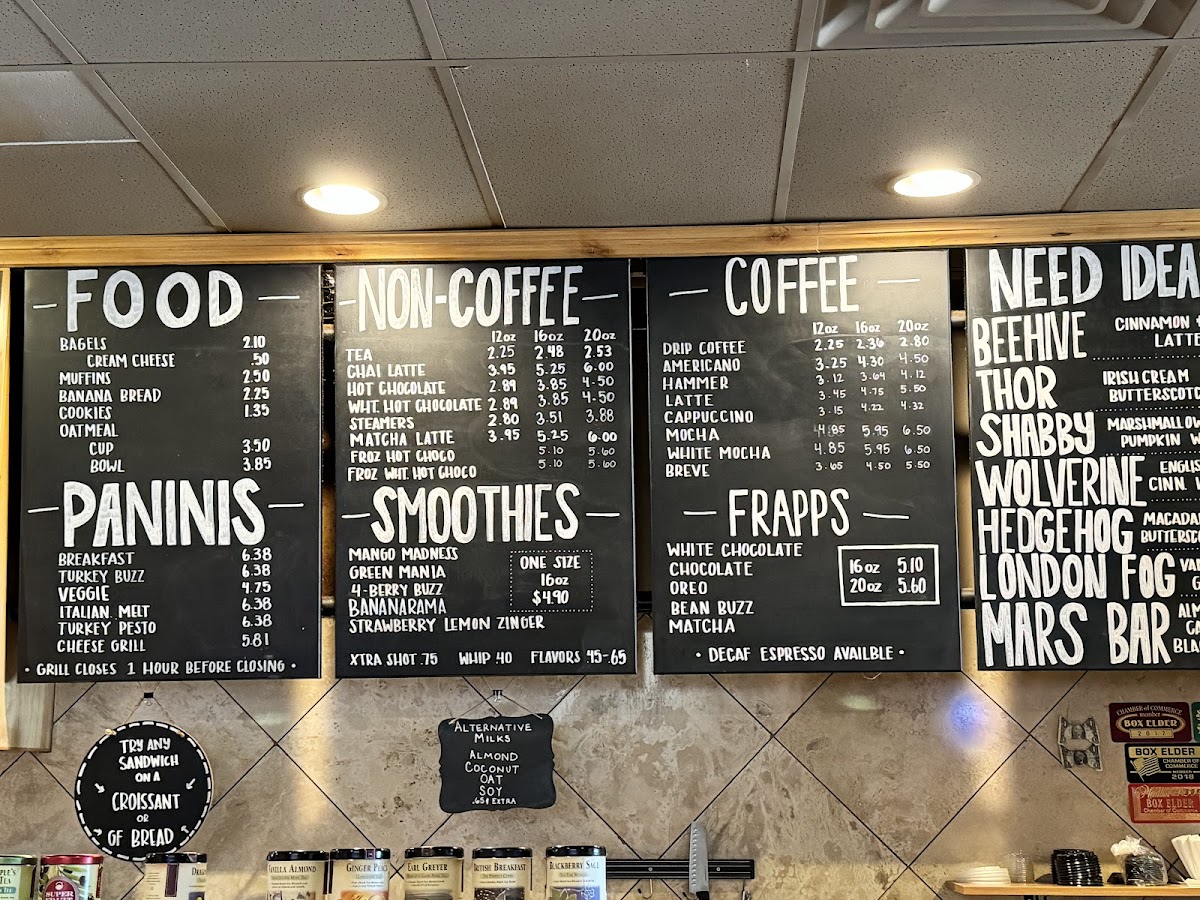 FOOD
BAGELS 2.10
CREAM CHEESE .50
MUFFINS 2.50
BANANA BREAD 2.25
COOKIES 1.35
OATMEAL
CUP 3.50
BOWL 3.85
PANINIS
BREAKFAST 6.38
TURKEY BUZZ 6.38
VEGGIE 4.75
ITALIAN MELT 6.38
TURKEY PESTO 6.38
CHEESE GRILL 5.81
• GRILL CLOSES 1 HOUR BEFORE CLOSING •
NON-COFFEE
12oz 16oz 20oz
TEA 2.25 2.48 2.53
CHAI LATTE 3.95 5.25 6.00
HOT CHOCOLATE 2.89 3.85 4.50
WHT. HOT CHOCOLATE 2.89 3.85 4.50
STEAMERS 2.80 3.51 3.88
MATCHA LATTE 3.95 5.25 6.00
FROZ HOT CHOCO 5.10 5.60
FROZ WHT. HOT CHOCO 5.10 5.60
SMOOTHIES
MANGO MADNESS
GREEN MANIA
4-BERRY BUZZ
BANANARAMA
STRAWBERRY LEMON ZINGER
ONE SIZE
16oz
$4.90
XTRA SHOT .75 WHIP .40 FLAVORS .45-.65
COFFEE
12oz 16oz 20oz
DRIP COFFEE 2.25 2.36 2.80
AMERICANO 3.25 4.30 4.50
HAMMER 3.12 3.64 4.12
LATTE 3.45 4.75 5.50
CAPPUCCINO 3.15 4.22 4.32
MOCHA 4.85 5.95 6.50
WHITE MOCHA 4.85 5.95 6.50
BREVE 3.65 4.50 5.50
FRAPPS
WHITE CHOCOLATE
CHOCOLATE
OREO
BEAN BUZZ
MATCHA
16oz 5.10
20oz 5.60
• DECAF ESPRESSO AVAILBLE •
NEED IDEA
BEEHIVE CINNAMON
LATTE
THOR IRISH CREAM
BUTTERSCOTC
SHABBY MARSHMALLOW
PUMPKIN
WOLVERINE ENGLIS
CINN.
HEDGEHOG MACADA
BUTTERSC
LONDON FOG
MARS BAR
TRY ANY
SANDWICH
ON A
CROISSANT
OR
GF BREAD
ALTERNATIVE
MILKS
ALMOND
COCONUT
OAT
SOY
.65¢ EXTRA
CHAMBER of COMMERCE
member
BOX ELDER
2017
BOX ELDER
CHAMBER OF
COMMERCE
2018
BOX ELDER
Chamber of Commerce
TEA
SUPER
VANILLA ALMOND
GINGER PEACH
EARL GREYER
BRITISH BREAKFAST
BLACKBERRY SAGE